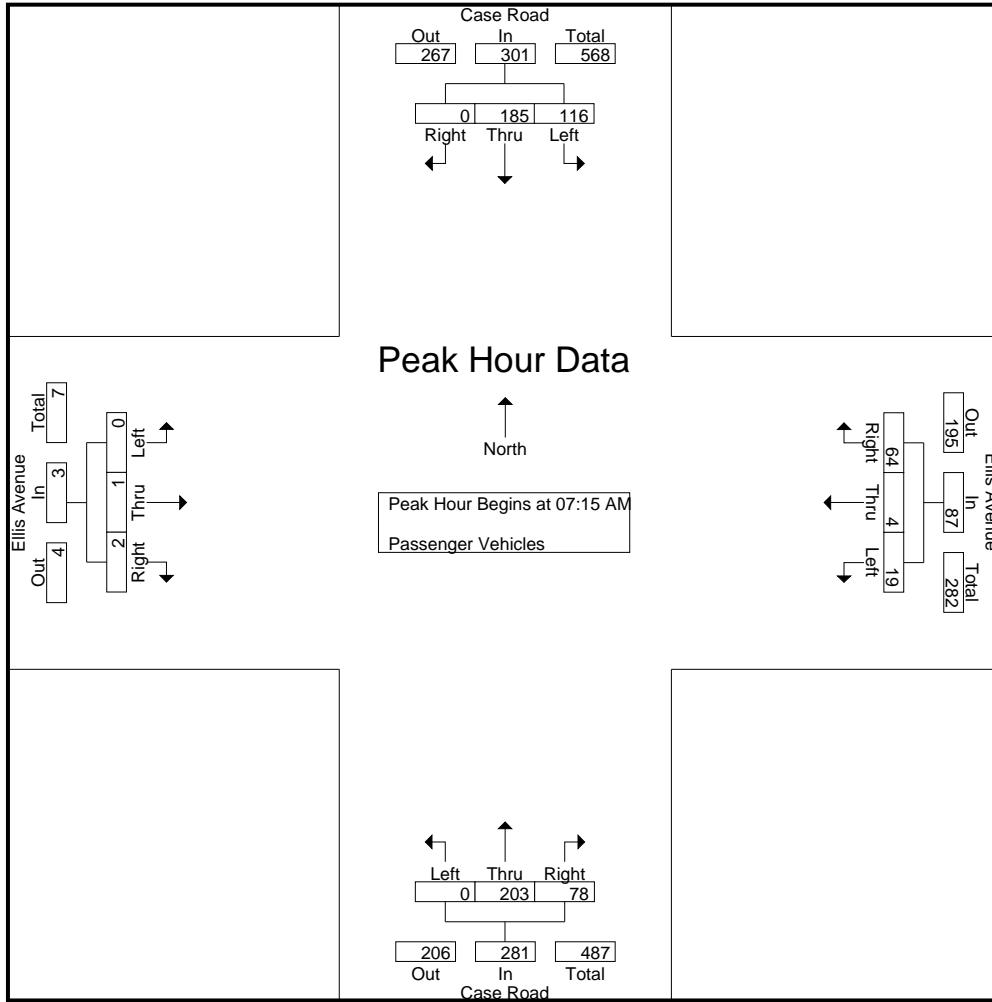 Case Road
Out In Total
267 301 568
0 185 116
Right Thru Left
Peak Hour Data
North
Peak Hour Begins at 07:15 AM
Passenger Vehicles
Ellis Avenue
Total In Out
7 3 4
0 1 2
Left Thru Right
Ellis Avenue
Out In Total
195 87 282
64 4 19
Right Thru Left
Left Thru Right
0 203 78
206 281 487
Out In Total
Case Road